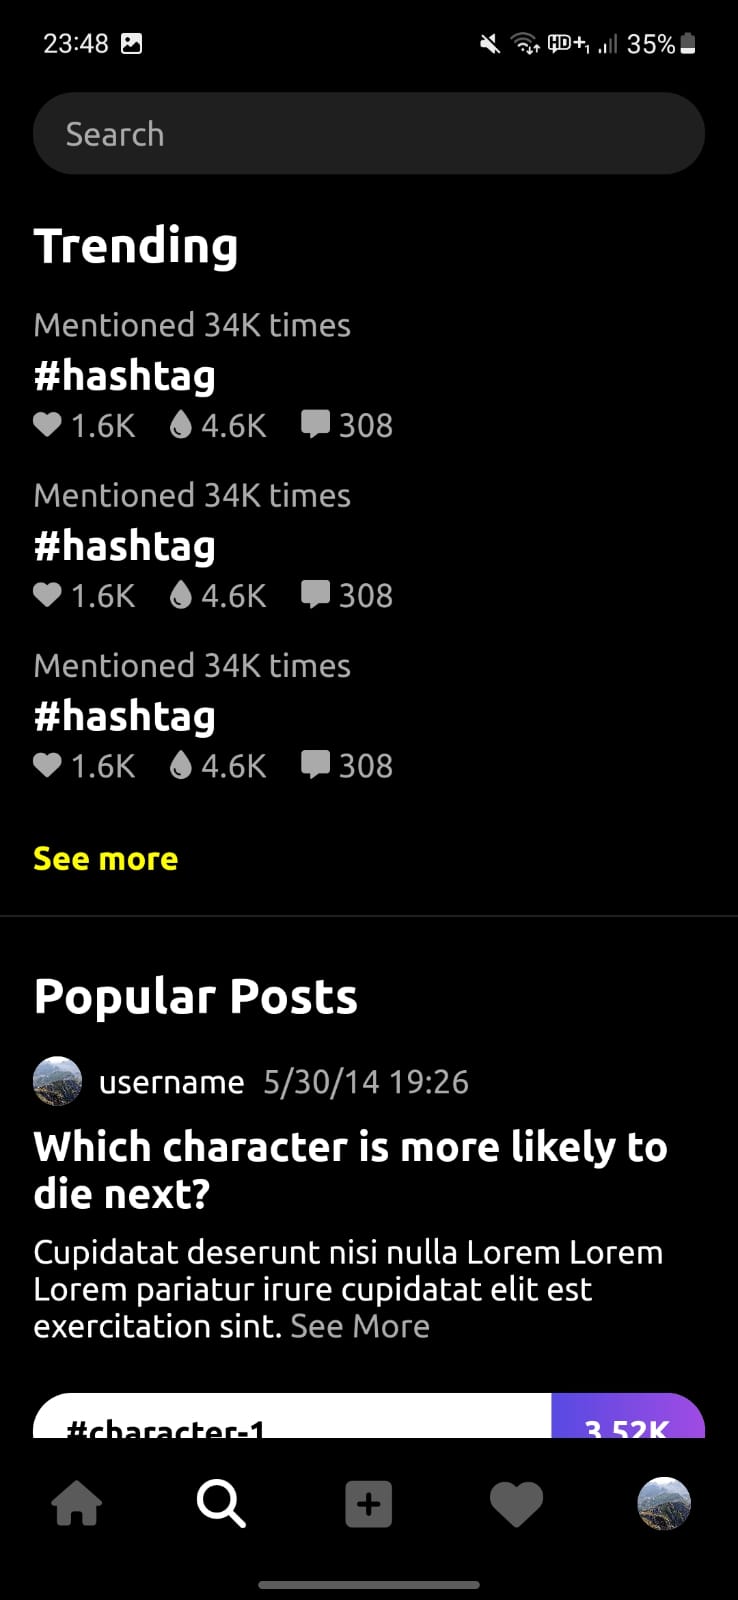 23:48 35%
Search
Trending
Mentioned 34K times
#hashtag
1.6K 4.6K 308
Mentioned 34K times
#hashtag
1.6K 4.6K 308
Mentioned 34K times
#hashtag
1.6K 4.6K 308
See more
Popular Posts
username 5/30/14 19:26
Which character is more likely to
die next?
Cupidatat deserunt nisi nulla Lorem Lorem
Lorem pariatur irure cupidatat elit est
exercitation sint. See More
#character-1 3.52K